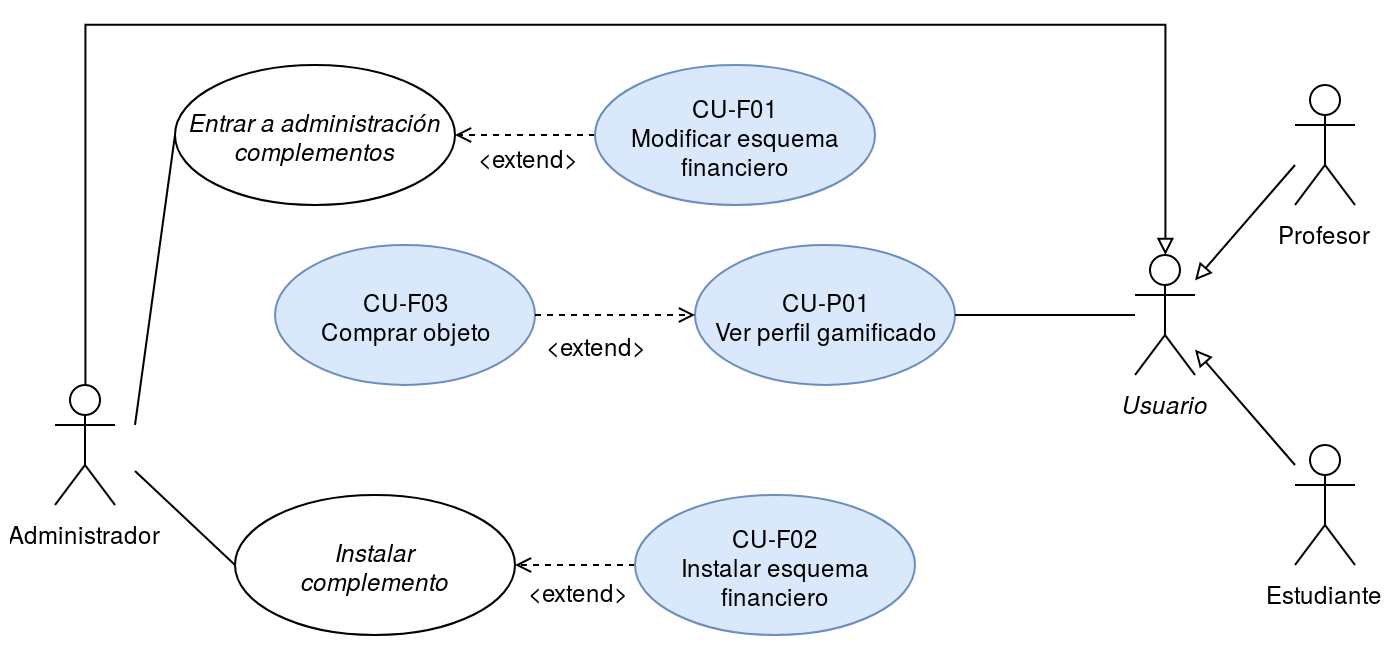 Entrar a administración
complementos
<extend>
CU-F01
Modificar esquema
financiero
Profesor
CU-F03
Comprar objeto
<extend>
CU-P01
Ver perfil gamificado
Usuario
Administrador
Instalar
complemento
<extend>
CU-F02
Instalar esquema
financiero
Estudiante